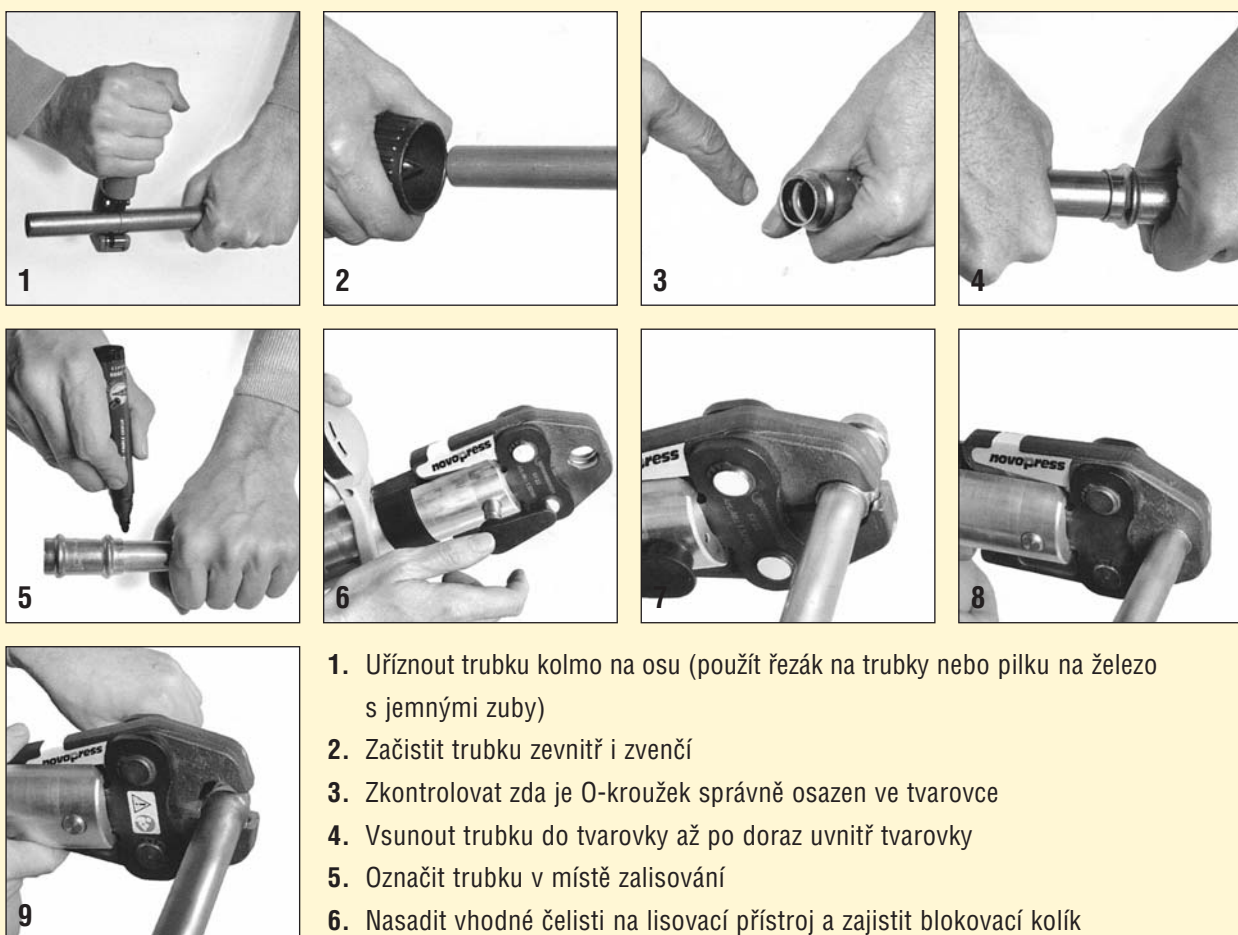 1
2
3
4
5
6
novopress
7
ress
8
novopress
9
novopress
1. Uříznout trubku kolmo na osu (použít řezák na trubky nebo pilku na železo
s jemnými zuby)
2. Začistit trubku zevnitř i zvenčí
3. Zkontrolovat zda je O-kroužek správně osazen ve tvarovce
4. Vsunout trubku do tvarovky až po doraz uvnitř tvarovky
5. Označit trubku v místě zalisování
6. Nasadit vhodné čelisti na lisovací přístroj a zajistit blokovací kolík